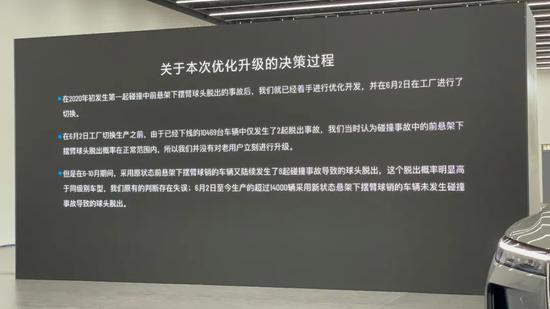 关于本次优化升级的决策过程
在2020年初发生第一起碰撞中前悬架下摆臂球头脱出的事故后，我们就已经着手进行优化开发，并在6月2日在工厂进行了
切换。
在6月2日工厂切换生产之前，由于已经下线的10469台车辆中仅发生了2起脱出事故，我们当时认为碰撞事故中的前悬架下
摆臂球头脱出概率在正常范围内，所以我们并没有对老用户立刻进行升级。
但是在6-10月期间，采用原状态前悬架下摆臂球销的车辆又陆续发生了8起碰撞事故导致的球头脱出，这个脱出概率明显高
于同级别车型，我们原有的判断存在失误；6月2日至今生产的超过14000辆采用新状态悬架下摆臂球销的车辆未发生碰撞
事故导致的球头脱出。